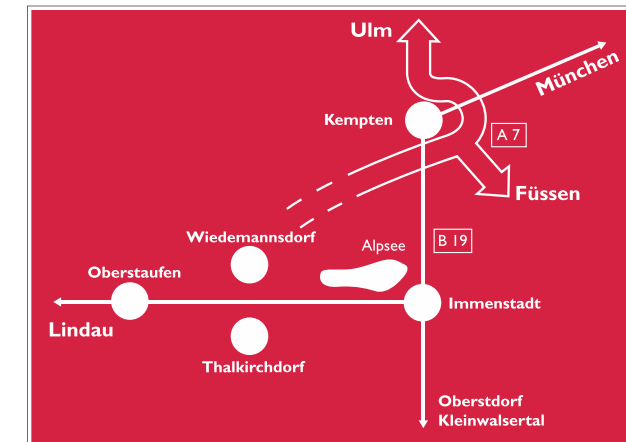 Ulm
München
Kempten
A 7
Füssen
Wiedemannsdorf
Alpsee
B 19
Oberstaufen
Immenstadt
Lindau
Thalkirchdorf
Oberstdorf
Kleinwalsertal